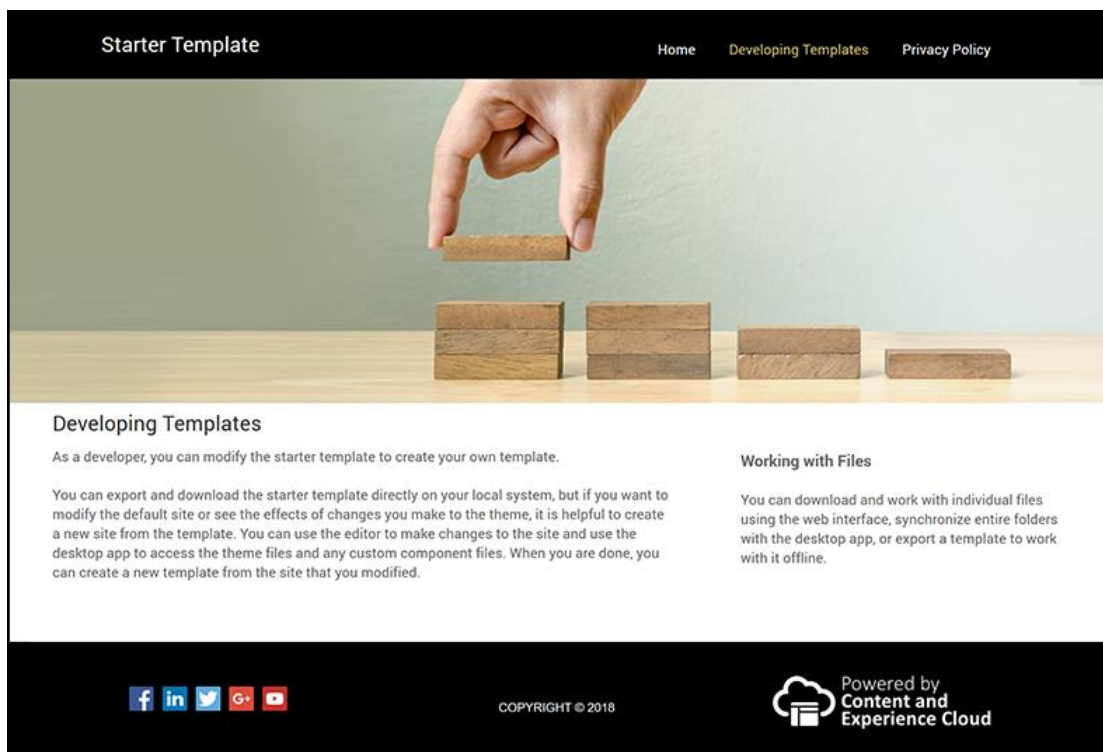 Starter Template
Home Developing Templates Privacy Policy
Developing Templates
As a developer, you can modify the starter template to create your own template.
You can export and download the starter template directly on your local system, but if you want to
modify the default site or see the effects of changes you make to the theme, it is helpful to create
a new site from the template. You can use the editor to make changes to the site and use the
desktop app to access the theme files and any custom component files. When you are done, you
can create a new template from the site that you modified.
Working with Files
You can download and work with individual files
using the web interface, synchronize entire folders
with the desktop app, or export a template to work
with it offline.
f in G+
COPYRIGHT © 2018
Powered by
Content and
Experience Cloud